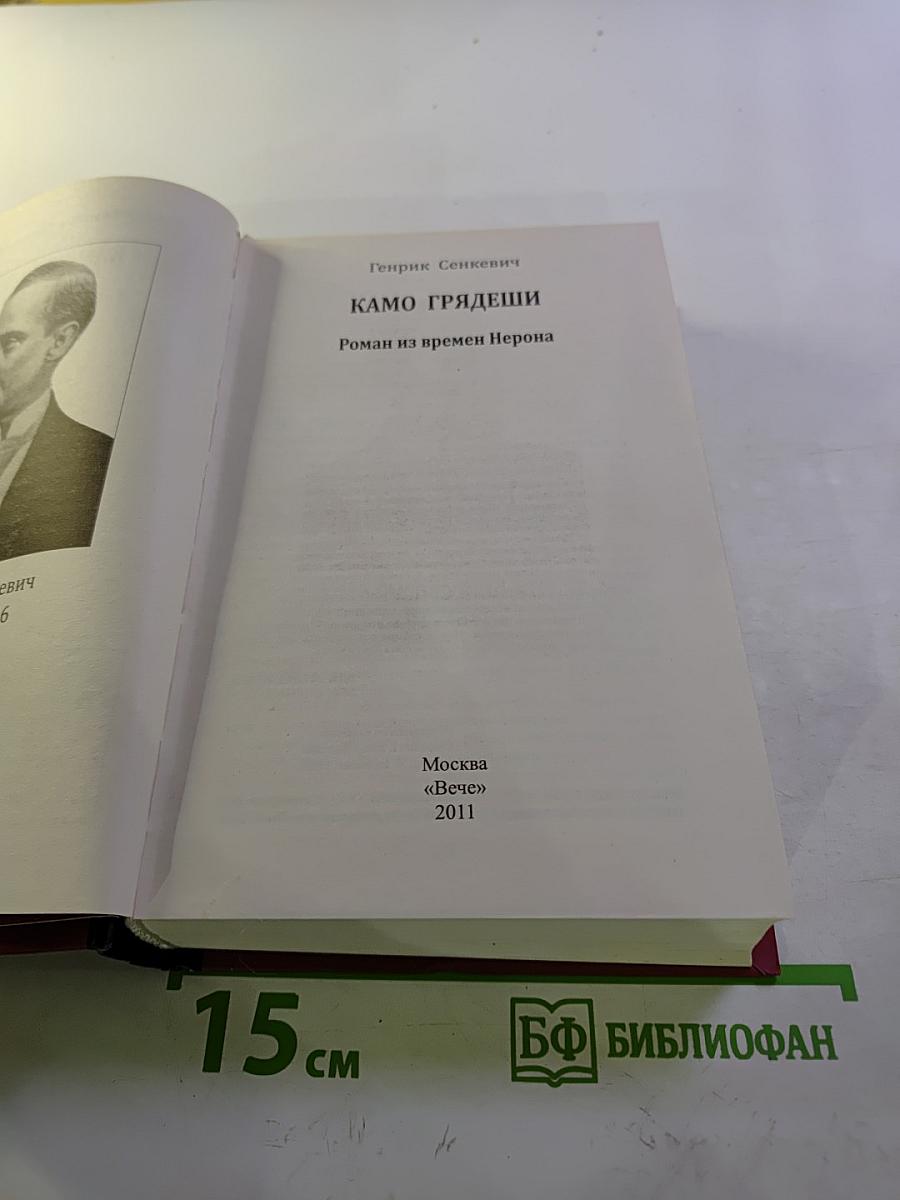 Генрик Сенкевич
КАМО ГРЯДЕШИ
Роман из времен Нерона
евич
6
Москва
«Вече»
2011
15 см
БФ БИБЛИОФАН